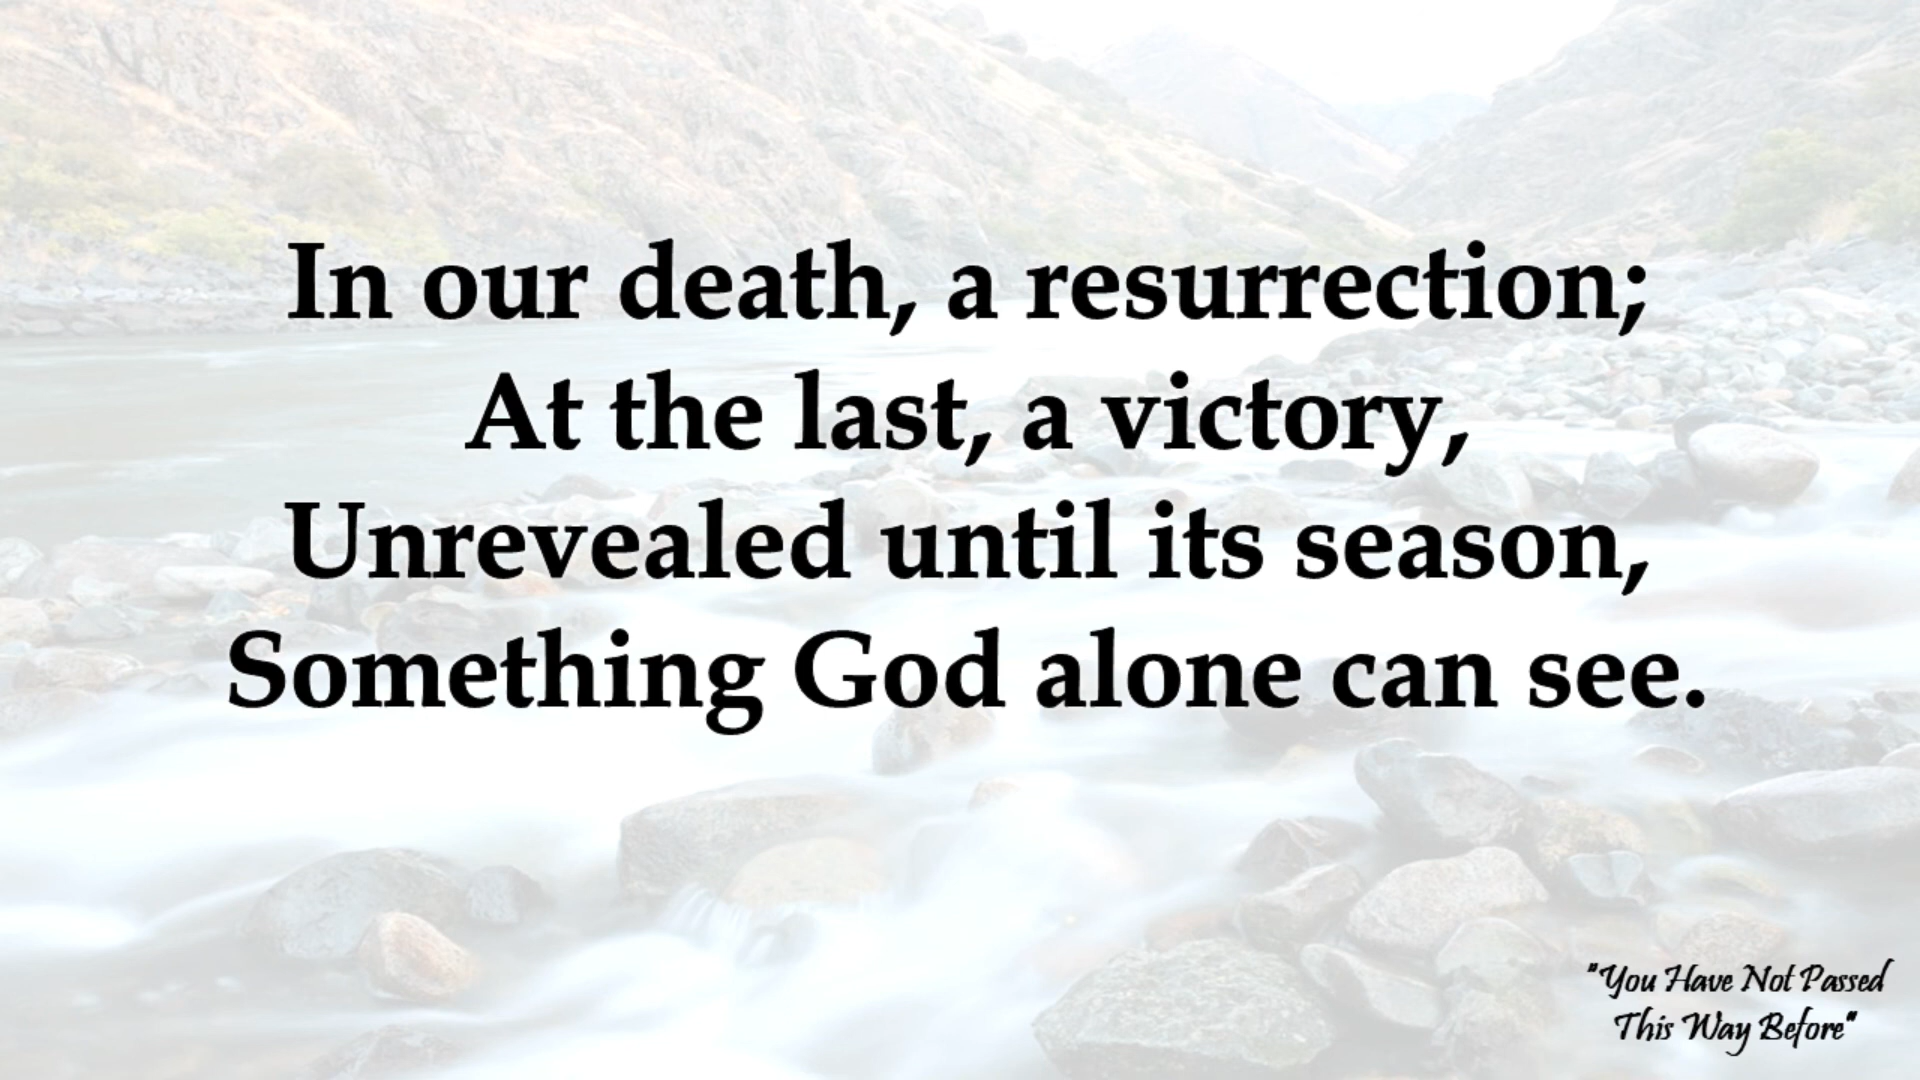 In our death, a resurrection;
At the last, a victory,
Unrevealed until its season,
Something God alone can see.
"You Have Not Passed
This Way Before"